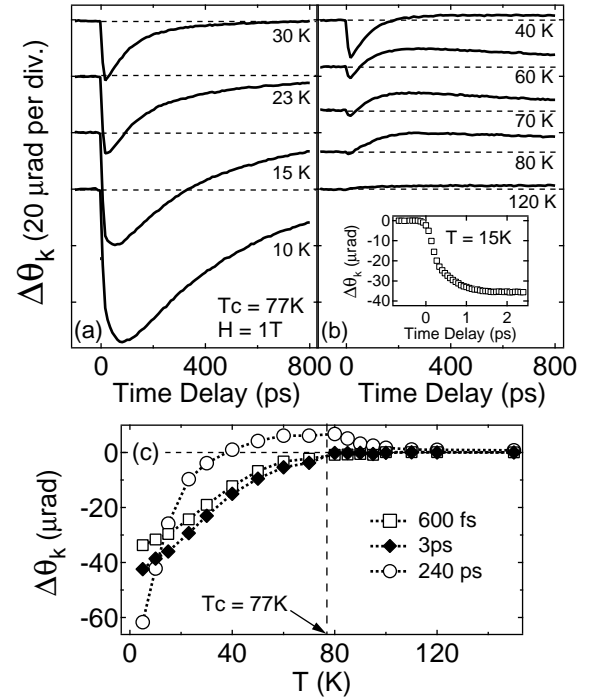 Δθk (20 μrad per div.)
30 K
23 K
15 K
10 K
Tc = 77K
H = 1T
(a)
0 400 800
Time Delay (ps)
40 K
60 K
70 K
80 K
120 K
(b)
Δθk (μrad)
0
-10
-20
-30
-40
T = 15K
0 1 2
Time Delay (ps)
0 400 800
Time Delay (ps)
(c)
Δθk (μrad)
0
-20
-40
-60
600 fs
3ps
240 ps
Tc = 77K
0 40 80 120
T (K)